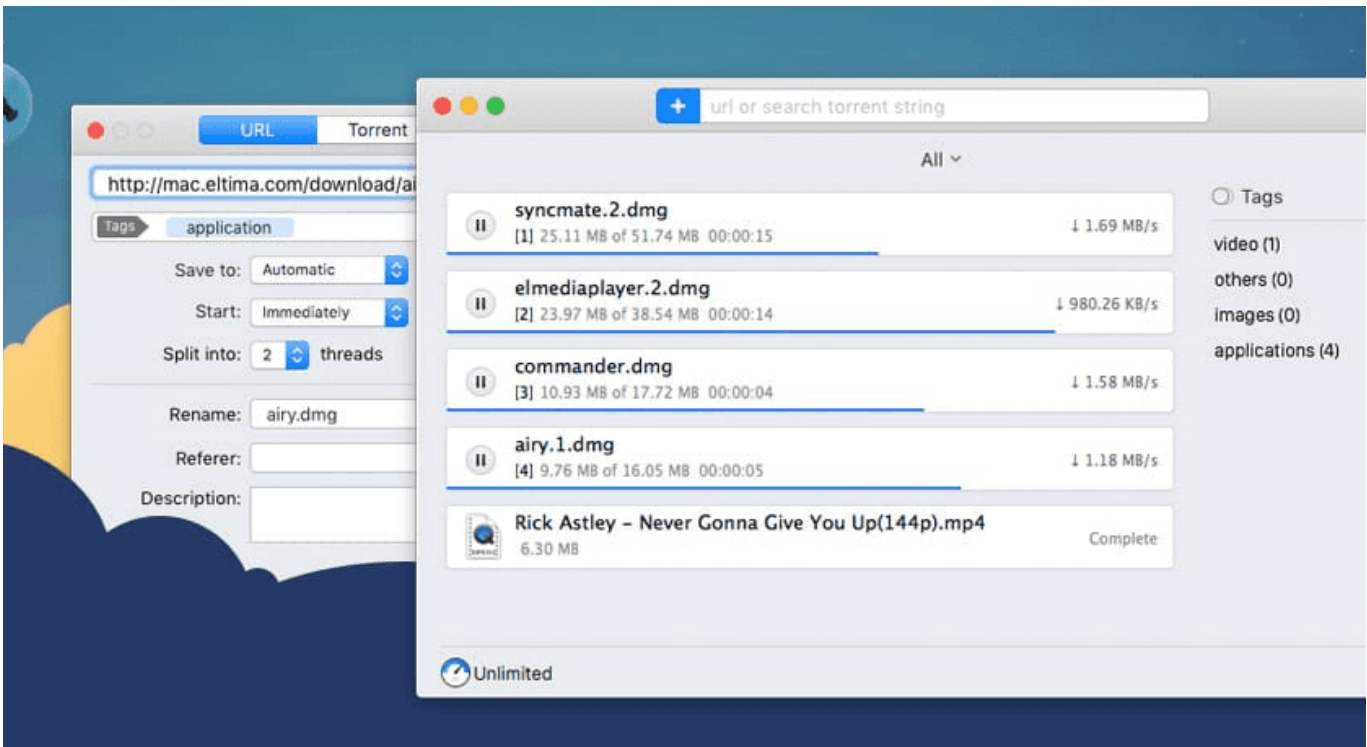 URL Torrent
http://mac.eltima.com/download/ai
Tags application
Save to: Automatic
Start: Immediately
Split into: 2 threads
Rename: airy.dmg
Referer:
Description:
+ url or search torrent string
All
syncmate.2.dmg
[1] 25.11 MB of 51.74 MB 00:00:15
↓ 1.69 MB/s
elmediaplayer.2.dmg
[2] 23.97 MB of 38.54 MB 00:00:14
↓ 980.26 KB/s
commander.dmg
[3] 10.93 MB of 17.72 MB 00:00:04
↓ 1.58 MB/s
airy.1.dmg
[4] 9.76 MB of 16.05 MB 00:00:05
↓ 1.18 MB/s
Rick Astley – Never Gonna Give You Up(144p).mp4
6.30 MB
Complete
Tags
video (1)
others (0)
images (0)
applications (4)
Unlimited